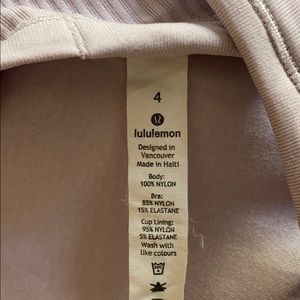 4
lululemon
Designed in
Vancouver
Made in Haiti
Body:
100% NYLON
Bra:
85% NYLON
15% ELASTANE
Cup Lining:
95% NYLON
5% ELASTANE
Wash with
like colours